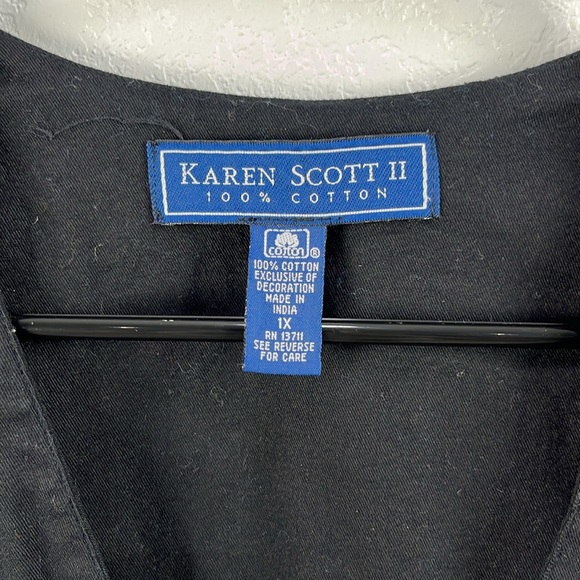 KAREN SCOTT II
100% COTTON
COTTON ®
100% COTTON
EXCLUSIVE OF
DECORATION
MADE IN
INDIA
1X
RN 13711
SEE REVERSE
FOR CARE